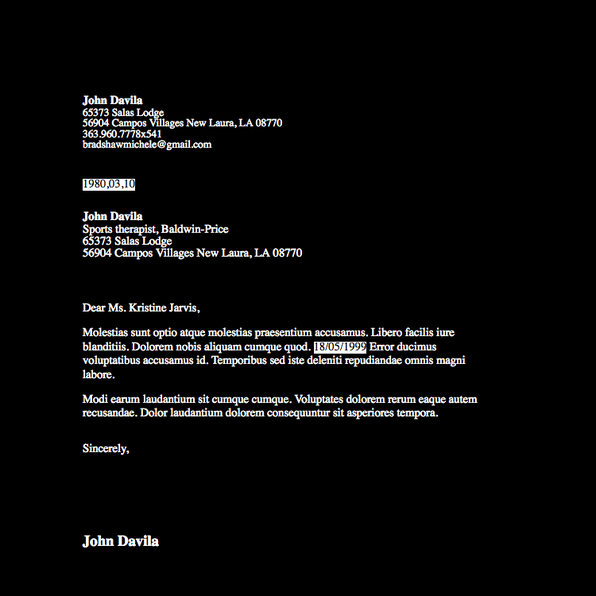 John Davila
65373 Salas Lodge
56904 Campos Villages New Laura, LA 08770
363.960.7778x541
bradshawmichele@gmail.com
1980,03,10
John Davila
Sports therapist, Baldwin-Price
65373 Salas Lodge
56904 Campos Villages New Laura, LA 08770
Dear Ms. Kristine Jarvis,
Molestias sunt optio atque molestias praesentium accusamus. Libero facilis iure
blanditiis. Dolorem nobis aliquam cumque quod. 18/05/1999 Error ducimus
voluptatibus accusamus id. Temporibus sed iste deleniti repudiandae omnis magni
labore.
Modi earum laudantium sit cumque cumque. Voluptates dolorem rerum eaque autem
recusandae. Dolor laudantium dolorem consequuntur sit asperiores tempora.
Sincerely,
John Davila